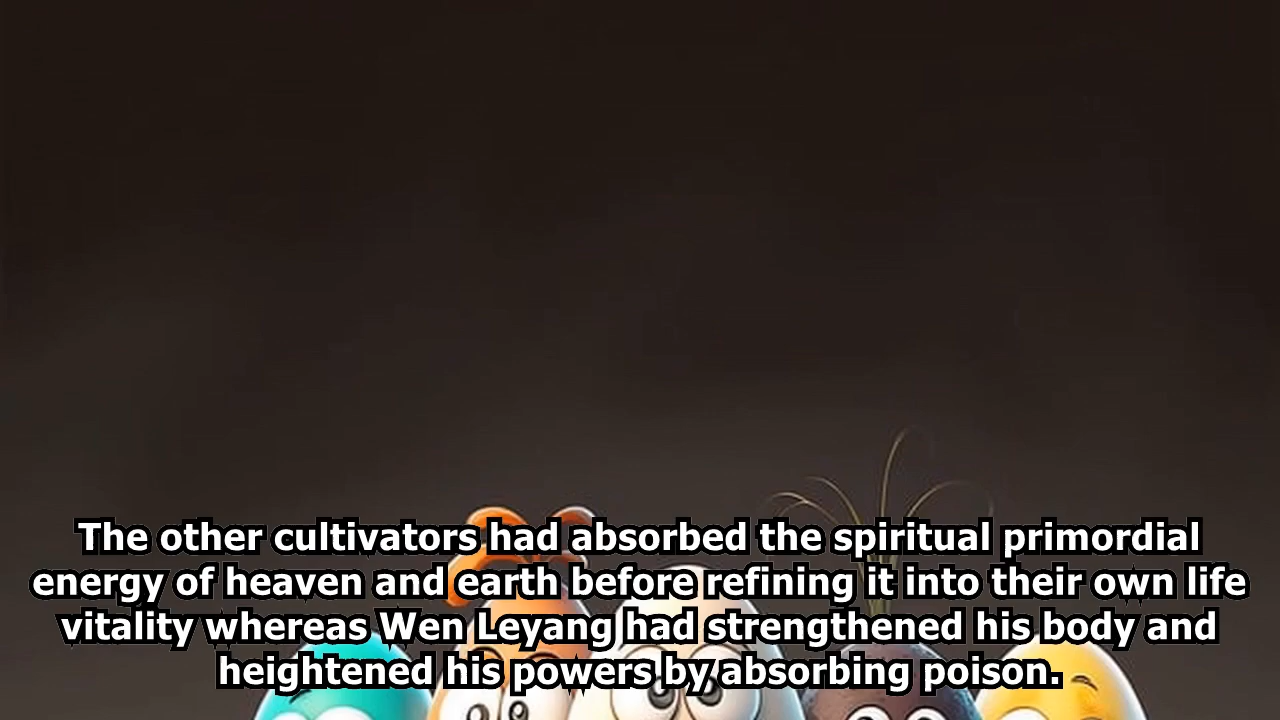 The other cultivators had absorbed the spiritual primordial
energy of heaven and earth before refining it into their own life
vitality whereas Wen Leyang had strengthened his body and
heightened his powers by absorbing poison.